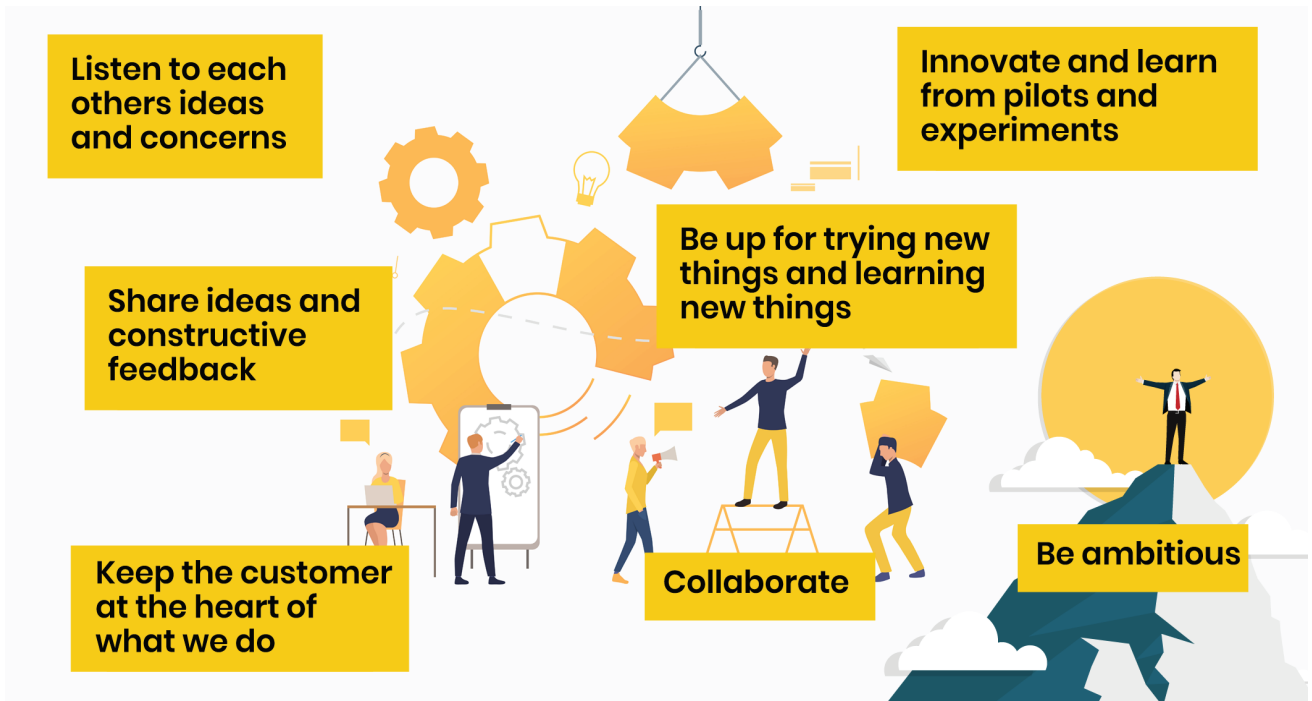 Listen to each
others ideas
and concerns
Innovate and learn
from pilots and
experiments
Be up for trying new
things and learning
new things
Share ideas and
constructive
feedback
Keep the customer
at the heart of
what we do
Collaborate
Be ambitious